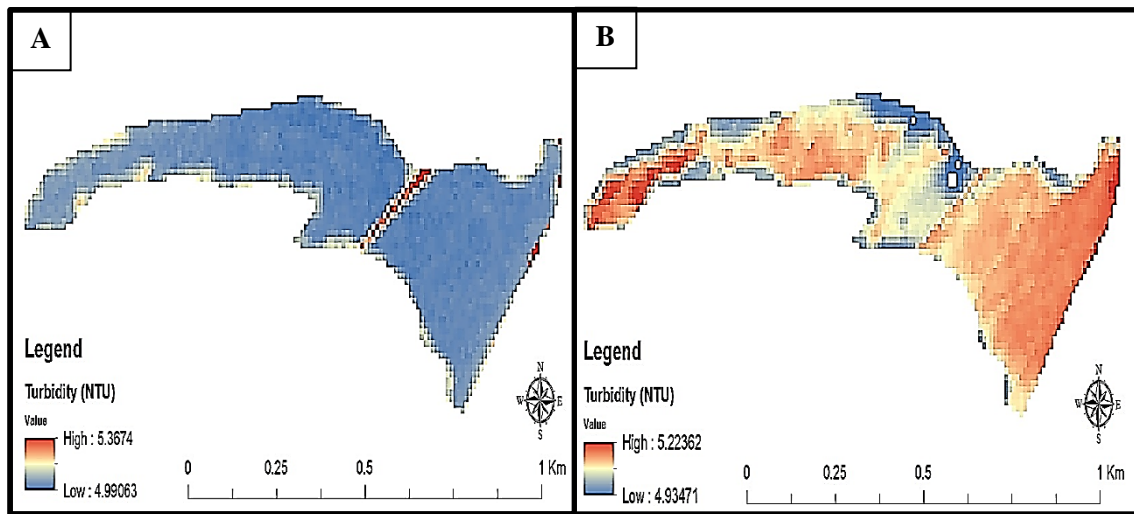 A
Legend
Turbidity (NTU)
Value
High : 5.3674
Low : 4.99063
N
W E
S
0 0.25 0.5 1 Km
B
Legend
Turbidity (NTU)
Value
High : 5.22362
Low : 4.93471
N
W E
S
0 0.25 0.5 1 Km